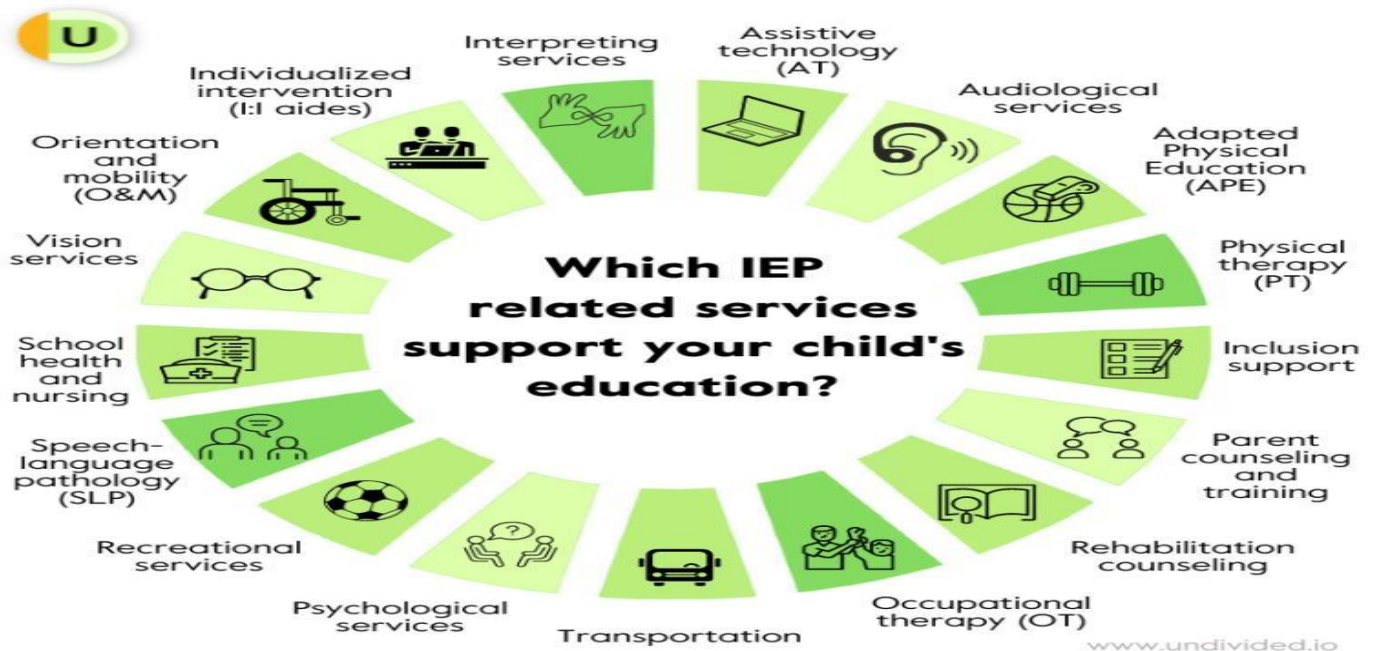 U
Interpreting
services
Assistive
technology
(AT)
Audiological
services
Adapted
Physical
Education
(APE)
Physical
therapy
(PT)
Inclusion
support
Parent
counseling
and
training
Rehabilitation
counseling
Occupational
therapy (OT)
Transportation
Psychological
services
Recreational
services
Speech-
language
pathology
(SLP)
School
health
and
nursing
Vision
services
Orientation
and
mobility
(O&M)
Individualized
intervention
(1:1 aides)
Which IEP
related services
support your child's
education?
?
www.undivided.io